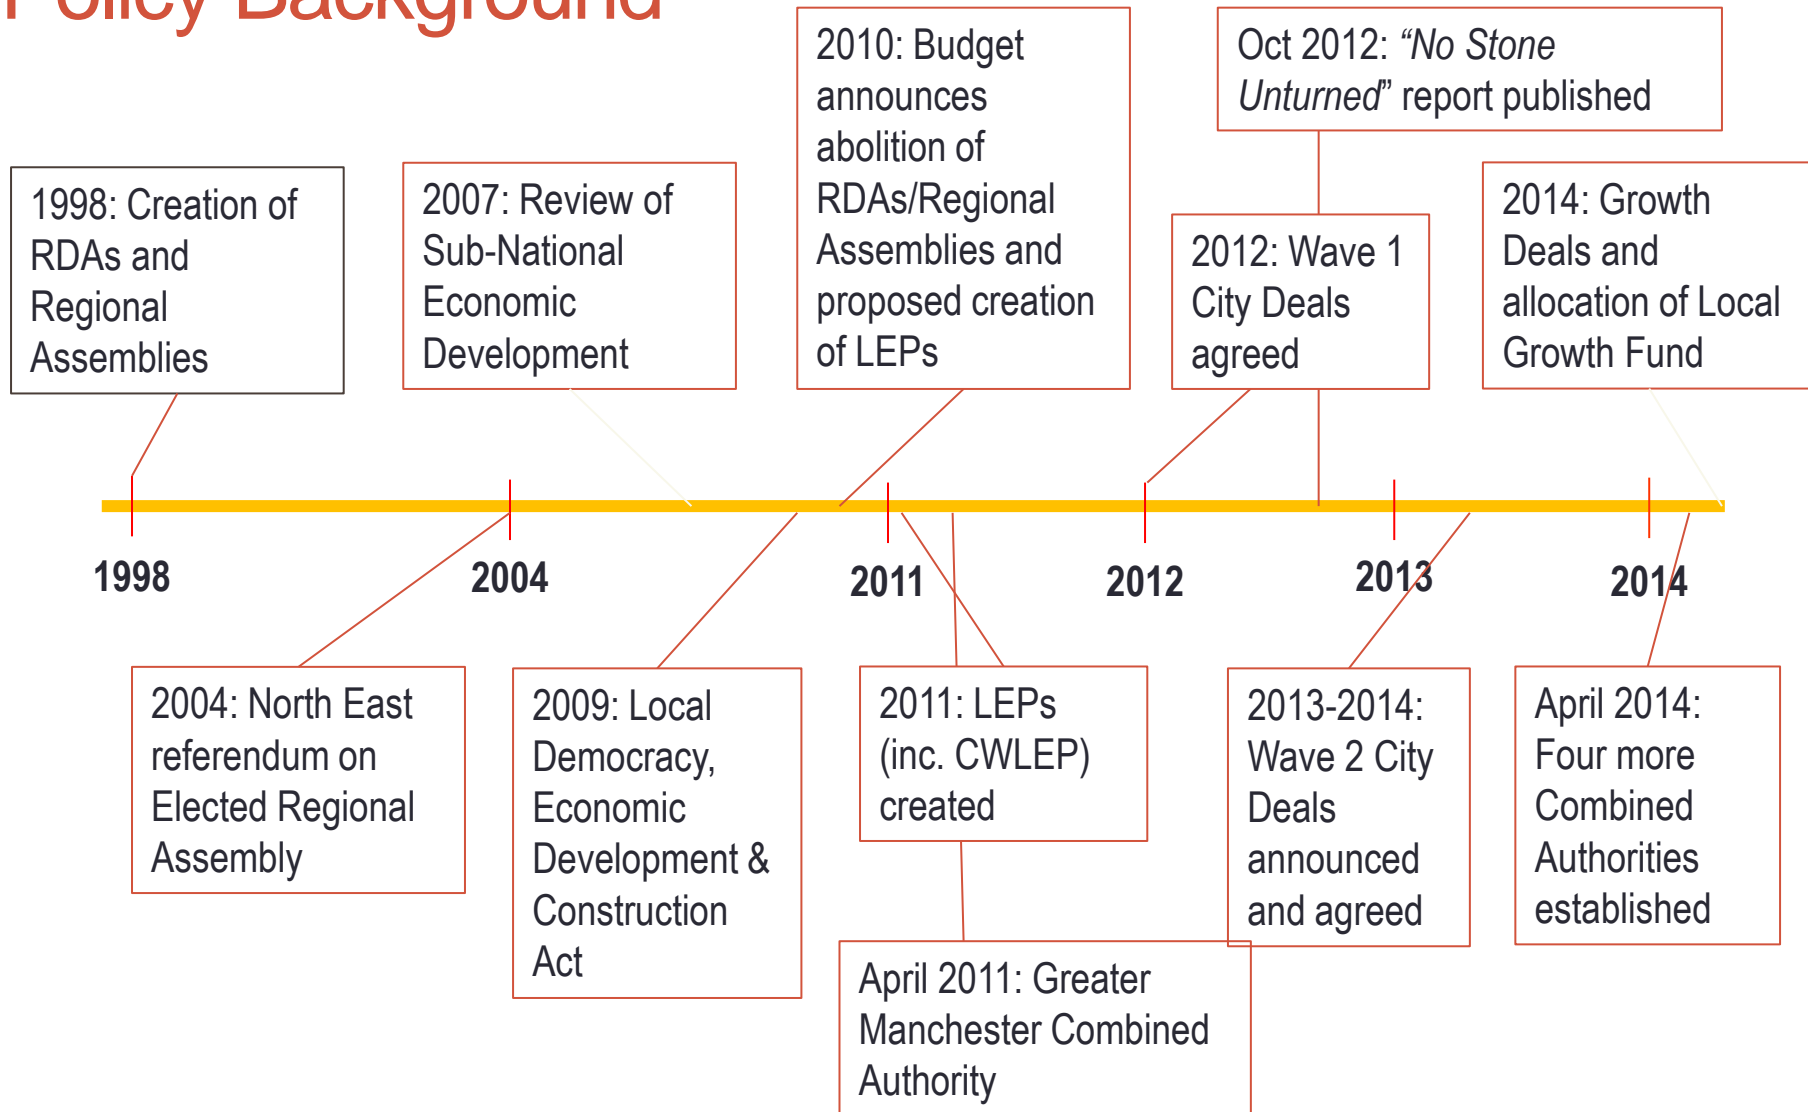 Policy Background
2010: Budget
announces
abolition of
RDAs/Regional
Assemblies and
proposed creation
of LEPs
Oct 2012: “No Stone
Unturned” report published
1998: Creation of
RDAs and
Regional
Assemblies
2007: Review of
Sub-National
Economic
Development
2012: Wave 1
City Deals
agreed
2014: Growth
Deals and
allocation of Local
Growth Fund
1998
2004
2011
2012
2013
2014
2004: North East
referendum on
Elected Regional
Assembly
2009: Local
Democracy,
Economic
Development &
Construction
Act
2011: LEPs
(inc. CWLEP)
created
2013-2014:
Wave 2 City
Deals
announced
and agreed
April 2014:
Four more
Combined
Authorities
established
April 2011: Greater
Manchester Combined
Authority